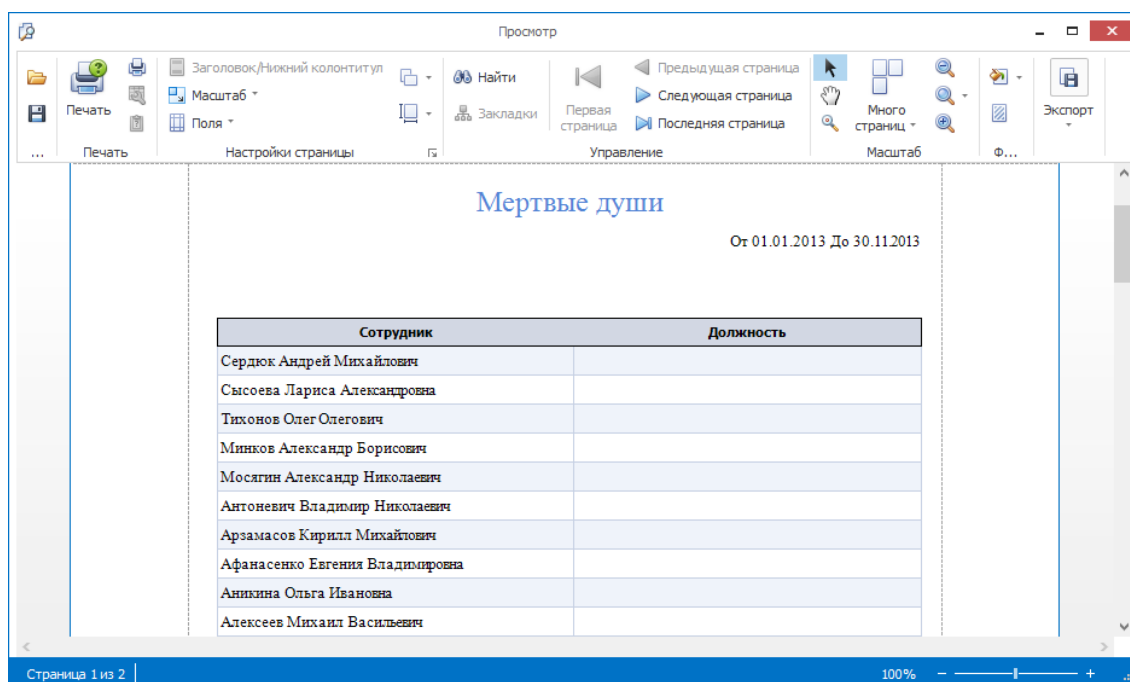 Просмотр
Заголовок/Нижний колонтитул
Масштаб
Поля
Печать
Найти
Закладки
Первая страница
Предыдущая страница
Следующая страница
Последняя страница
Много страниц
Экспорт
...
Печать
Настройки страницы
Управление
Масштаб
Ф...
Мертвые души
От 01.01.2013 До 30.11.2013
Сотрудник Должность
Сердюк Андрей Михайлович
Сысоева Лариса Александровна
Тихонов Олег Олегович
Минков Александр Борисович
Мосягин Александр Николаевич
Антоневич Владимир Николаевич
Арзамасов Кирилл Михайлович
Афанасенко Евгения Владимировна
Аникина Ольга Ивановна
Алексеев Михаил Васильевич
Страница 1 из 2 100%